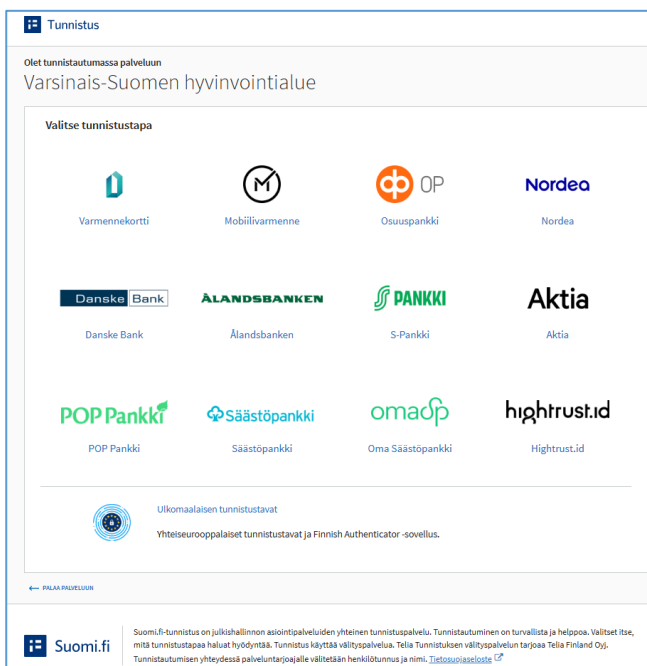 Tunnistus
Olet tunnistautumassa palveluun
Varsinais-Suomen hyvinvointialue
Valitse tunnistustapa
OP
Nordea
Varmennekortti
Mobiilivarmenne
Osuuspankki
Nordea
Danske Bank
ÅLANDSBANKEN
S PANKKI
Aktia
Danske Bank
Ålandsbanken
S-Pankki
Aktia
POP Pankki
Säästöpankki
omasp
hightrust.id
POP Pankki
Säästöpankki
Oma Säästöpankki
Hightrust.id
Ulkomaalaisen tunnistustavat
Yhteiseurooppalaiset tunnistustavat ja Finnish Authenticator -sovellus.
← PALAA PALVELUUN
Suomi.fi
Suomi.fi-tunnistus on julkishallinnon asiointipalveluiden yhteinen tunnistuspalvelu. Tunnistautuminen on turvallista ja helppoa. Valitset itse,
mitä tunnistustapaa haluat hyödyntää. Tunnistus käyttää välityspalvelua. Telia Tunnistuksen välityspalvelun tarjoaa Telia Finland Oyj.
Tunnistautumisen yhteydessä palveluntarjoajalle välitetään henkilötunnus ja nimi. Tietosuojaseloste